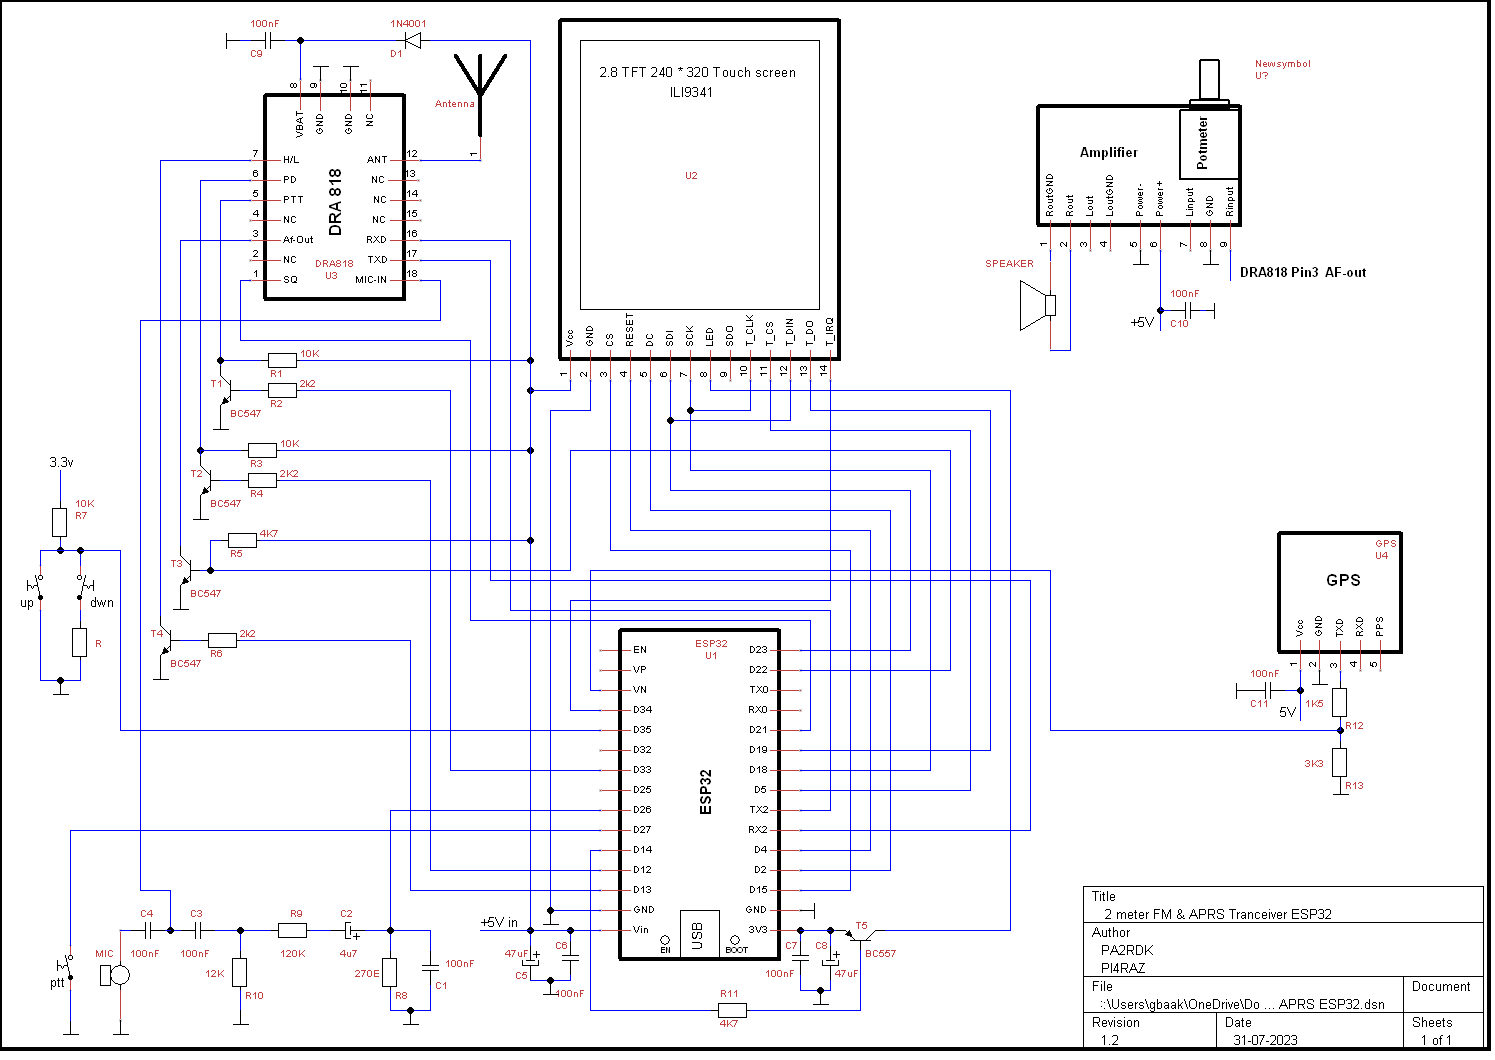 100nF
C9
1N4001
D1
8
9
10
11
VBAT
GND
GND
NC
7 H/L
6 PD
5 PTT
4 NC
3 Af-Out
2 NC
1 SQ
DRA 818
DRA818
U3
ANT 12
NC 13
NC 14
NC 15
RXD 16
TXD 17
MIC-IN 18
Antenna
1
2.8 TFT 240 * 320 Touch screen
ILI9341
U2
Vcc
GND
CS
RESET
DC
SDI
SCK
LED
SDO
T_CLK
T_CS
T_DIN
T_DO
T_IRQ
1
2
3
4
5
6
7
8
9
10
11
12
13
14
Newsymbol
U?
Potmeter
Amplifier
RoutGND
Rout
Lout
LoutGND
Power-
Power+
Linput
GND
Rinput
1
2
3
4
5
6
7
8
9
SPEAKER
DRA818 Pin3 AF-out
100nF
+5V
C10
10K
R1
T1
2k2
R2
BC547
10K
R3
T2
2K2
R4
BC547
4K7
R5
T3
BC547
2k2
R6
T4
BC547
3.3v
10K
R7
up
dwn
R
ESP32
U1
ESP32
EN
VP
VN
D34
D35
D32
D33
D25
D26
D27
D14
D12
D13
GND
Vin
D23
D22
TX0
RX0
D21
D19
D18
D5
TX2
RX2
D4
D2
D15
GND
3V3
USB
EN
BOOT
GPS
U4
GPS
Vcc
GND
TXD
RXD
PPS
1
2
3
4
5
100nF
C11
5V
1K5
R12
3K3
R13
C4
100nF
C3
100nF
R9
120K
C2
4u7
MIC
ptt
12K
R10
270E
R8
100nF
C1
+5V in
47uF
C5
C6
100nF
C7
100nF
C8
47uF
T5
BC557
R11
4K7
Title
2 meter FM & APRS Tranceiver ESP32
Author
PA2RDK
PI4RAZ
File
::\Users\gbaak\OneDrive\Do ... APRS ESP32.dsn
Document
Revision
1.2
Date
31-07-2023
Sheets
1 of 1